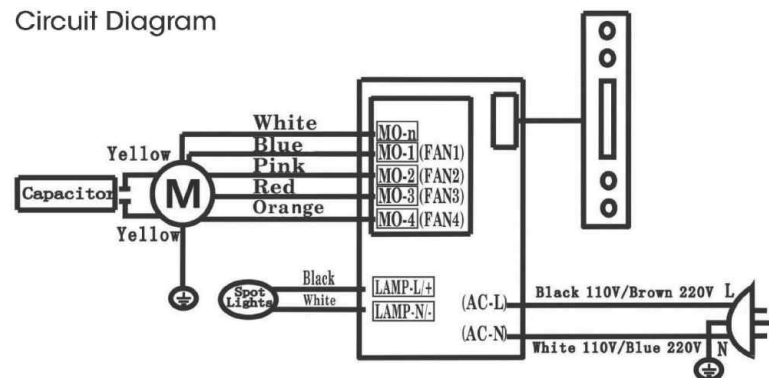 Circuit Diagram
White
Blue
Pink
Red
Orange
Yellow
Capacitor
M
Yellow
MO-n
MO-1 (FAN1)
MO-2 (FAN2)
MO-3 (FAN3)
MO-4 (FAN4)
Black
White
Spot
Lights
LAMP-L/+
LAMP-N/-
(AC-L)
(AC-N)
Black 110V/Brown 220V L
White 110V/Blue 220V N